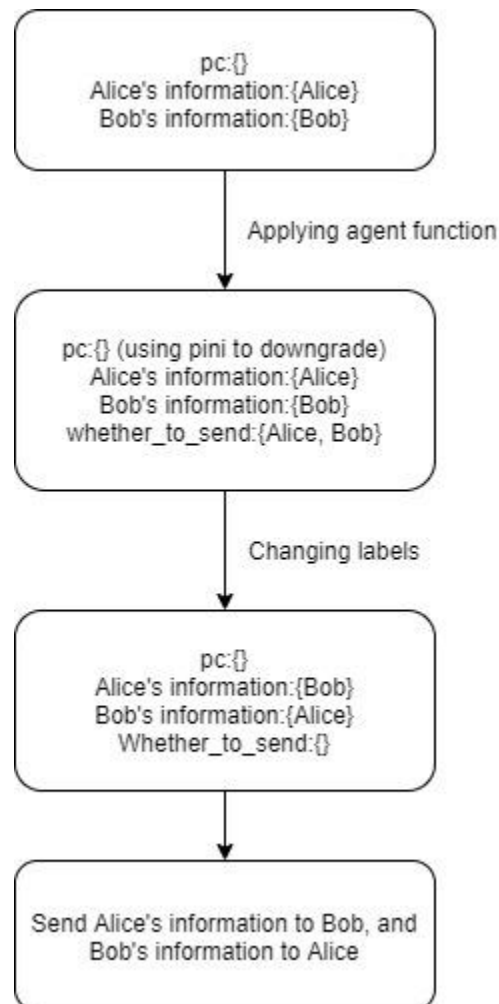 pc:{}
Alice's information:{Alice}
Bob's information:{Bob}
Applying agent function
pc:{} (using pini to downgrade)
Alice's information:{Alice}
Bob's information:{Bob}
whether_to_send:{Alice, Bob}
Changing labels
pc:{}
Alice's information:{Bob}
Bob's information:{Alice}
Whether_to_send:{}
Send Alice's information to Bob, and
Bob's information to Alice